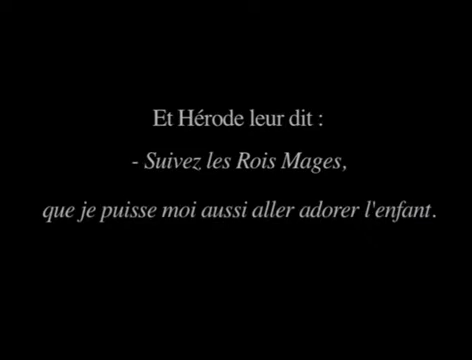 Et Hérode leur dit :
- Suivez les Rois Mages,
que je puisse moi aussi aller adorer l'enfant.